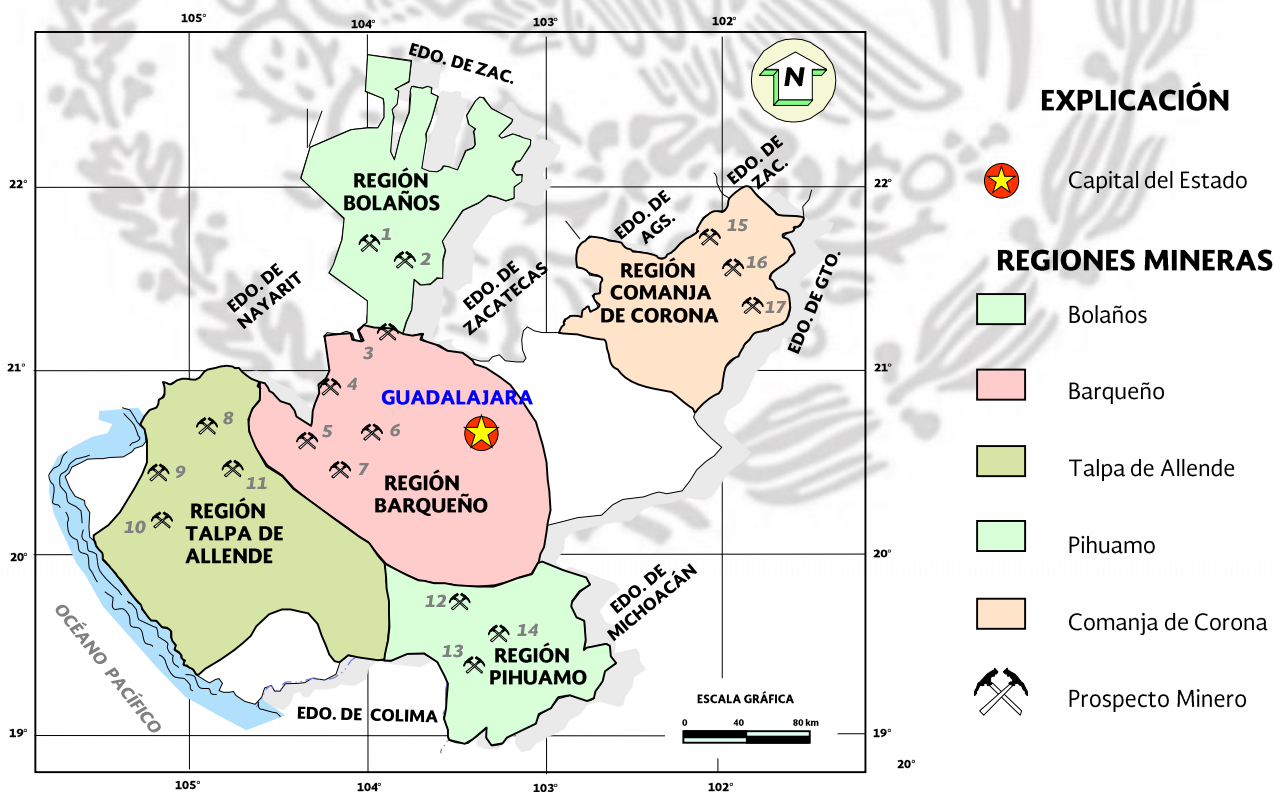 105°
104°
103°
102°
EDO. DE ZAC.
N
EXPLICACIÓN
EDO. DE
ZAC.
22°
22°
Capital del Estado
REGIÓN
BOLAÑOS
EDO. DE
AGS.
1
2
15
16
17
REGIÓN
COMANJA
DE CORONA
REGIONES MINERAS
EDO. DE
NAYARIT
EDO. DE
ZACATECAS
EDO. DE GTO.
Bolaños
3
21°
21°
4
GUADALAJARA
Barqueño
8
5
6
7
9
11
10
REGIÓN
BARQUEÑO
Talpa de Allende
REGIÓN
TALPA DE
ALLENDE
20°
20°
Pihuamo
EDO. DE
MICHOACÁN
12
14
13
Comanja de Corona
OCÉANO PACÍFICO
REGIÓN
PIHUAMO
ESCALA GRÁFICA
0 40 80 km
Prospecto Minero
EDO. DE COLIMA
19°
19°
20°
105°
104°
103°
102°